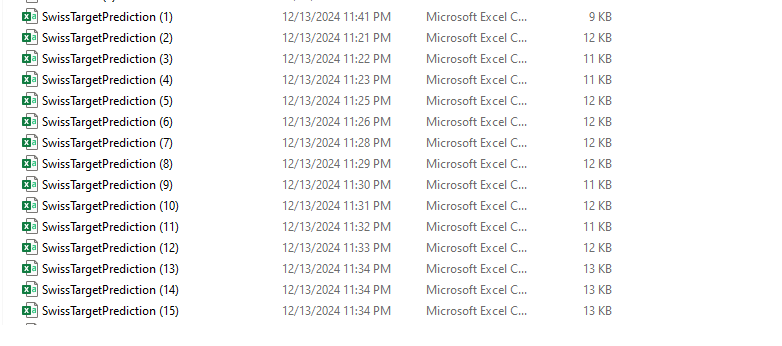 SwissTargetPrediction (1) 12/13/2024 11:41 PM Microsoft Excel C... 9 KB
SwissTargetPrediction (2) 12/13/2024 11:21 PM Microsoft Excel C... 12 KB
SwissTargetPrediction (3) 12/13/2024 11:22 PM Microsoft Excel C... 11 KB
SwissTargetPrediction (4) 12/13/2024 11:23 PM Microsoft Excel C... 11 KB
SwissTargetPrediction (5) 12/13/2024 11:25 PM Microsoft Excel C... 12 KB
SwissTargetPrediction (6) 12/13/2024 11:26 PM Microsoft Excel C... 12 KB
SwissTargetPrediction (7) 12/13/2024 11:28 PM Microsoft Excel C... 12 KB
SwissTargetPrediction (8) 12/13/2024 11:29 PM Microsoft Excel C... 12 KB
SwissTargetPrediction (9) 12/13/2024 11:30 PM Microsoft Excel C... 11 KB
SwissTargetPrediction (10) 12/13/2024 11:31 PM Microsoft Excel C... 12 KB
SwissTargetPrediction (11) 12/13/2024 11:32 PM Microsoft Excel C... 11 KB
SwissTargetPrediction (12) 12/13/2024 11:33 PM Microsoft Excel C... 12 KB
SwissTargetPrediction (13) 12/13/2024 11:34 PM Microsoft Excel C... 13 KB
SwissTargetPrediction (14) 12/13/2024 11:34 PM Microsoft Excel C... 13 KB
SwissTargetPrediction (15) 12/13/2024 11:34 PM Microsoft Excel C... 13 KB